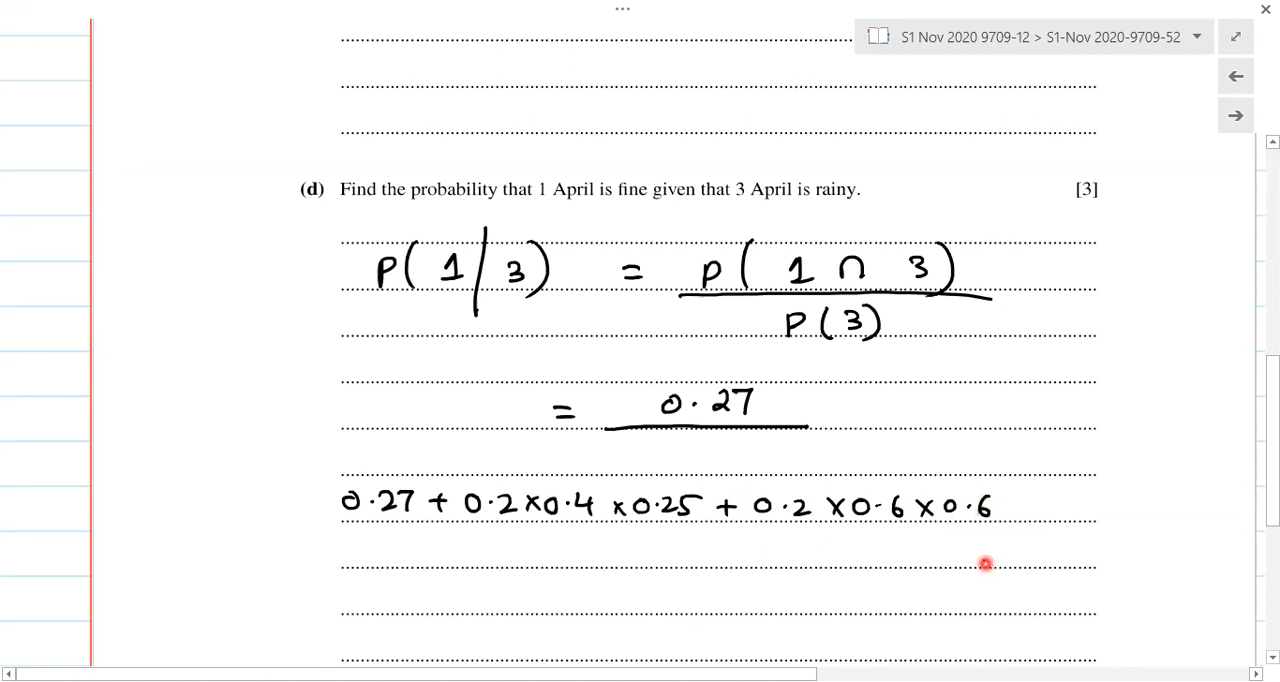 S1 Nov 2020 9709-12 > S1-Nov 2020-9709-52
(d) Find the probability that 1 April is fine given that 3 April is rainy. [3]
P( 1 / 3 ) = P( 1 ∩ 3 )
P( 3 )
= 0.27
0.27 + 0.2 × 0.4 × 0.25 + 0.2 × 0.6 × 0.6